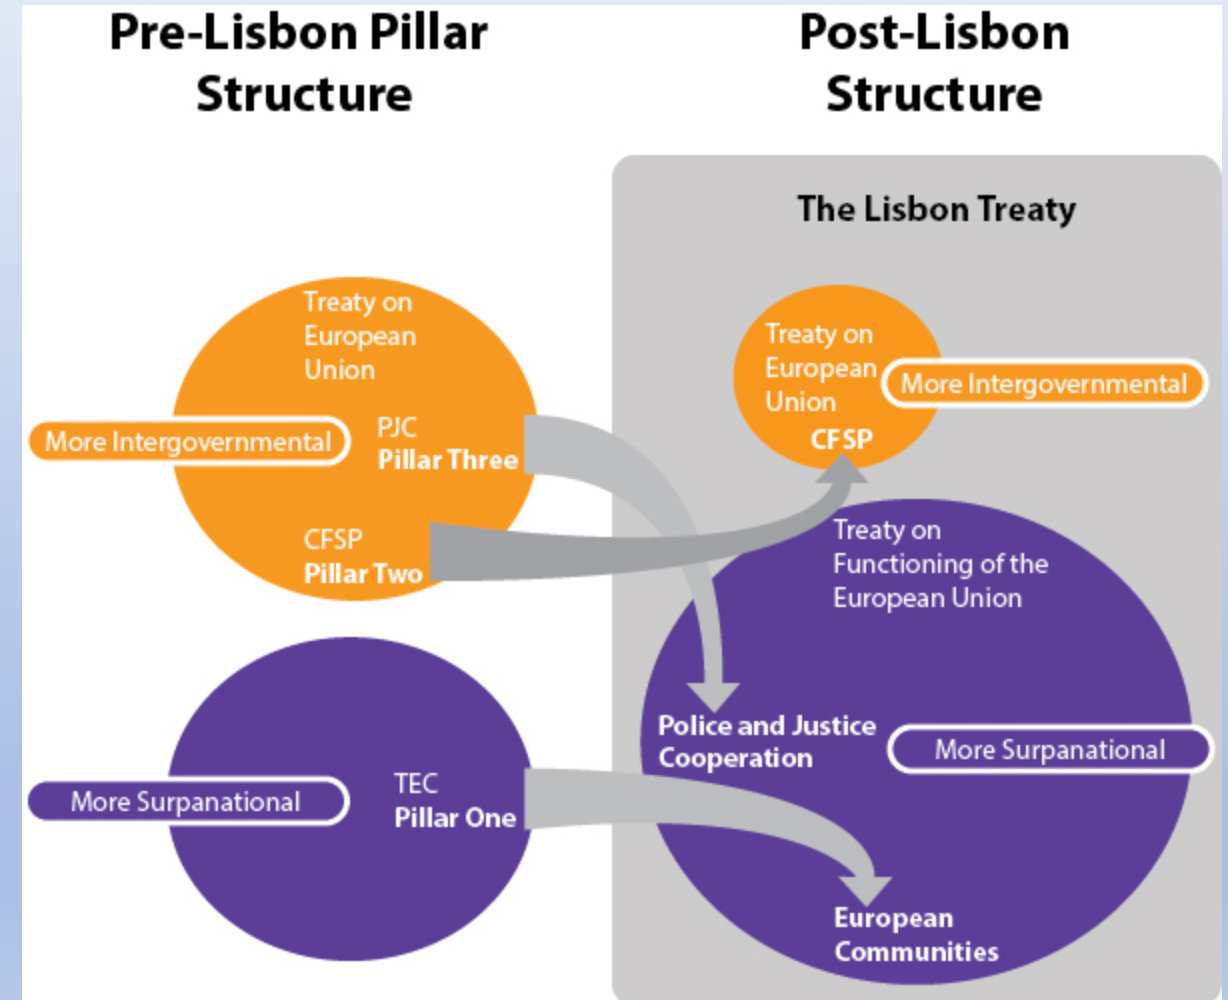 Pre-Lisbon Pillar
Structure
Post-Lisbon
Structure
The Lisbon Treaty
Treaty on
European
Union
More Intergovernmental
PJC
Pillar Three
CFSP
Pillar Two
More Surpanational
TEC
Pillar One
Treaty on
European
Union
CFSP
More Intergovernmental
Treaty on
Functioning of the
European Union
Police and Justice
Cooperation
More Surpanational
European
Communities